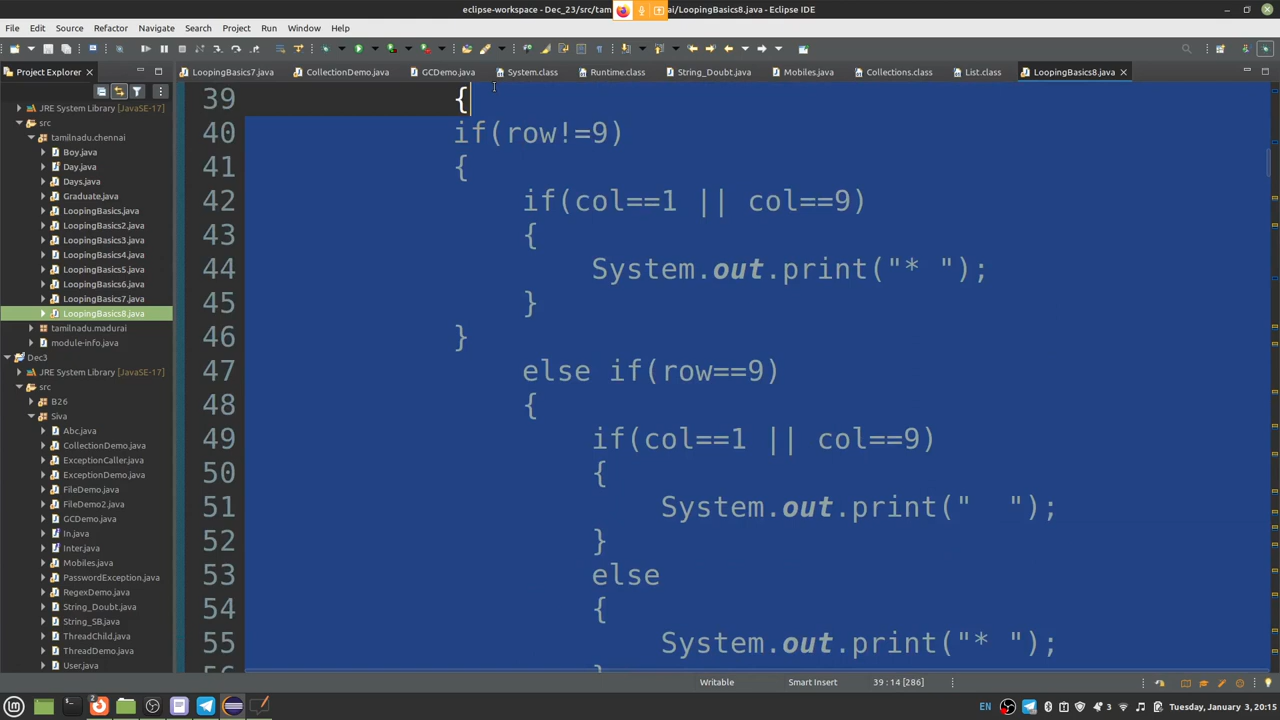 eclipse-workspace - Dec_23/src/tam
ai/LoopingBasics8.java - Eclipse IDE
File Edit Source Refactor Navigate Search Project Run Window Help
Project Explorer
LoopingBasics7.java CollectionDemo.java GCDemo.java System.class Runtime.class String_Doubt.java Mobiles.java Collections.class List.class LoopingBasics8.java
JRE System Library [JavaSE-17]
src
tamilnadu.chennai
Boy.java
Day.java
Days.java
Graduate.java
LoopingBasics.java
LoopingBasics2.java
LoopingBasics3.java
LoopingBasics4.java
LoopingBasics5.java
LoopingBasics6.java
LoopingBasics7.java
LoopingBasics8.java
tamilnadu.madurai
module-info.java
Dec3
JRE System Library [JavaSE-17]
src
B26
Siva
Abc.java
CollectionDemo.java
ExceptionCaller.java
ExceptionDemo.java
FileDemo.java
FileDemo2.java
GCDemo.java
In.java
Inter.java
Mobiles.java
PasswordException.java
RegexDemo.java
String_Doubt.java
String_SB.java
ThreadChild.java
ThreadDemo.java
User.java
39 {
40 if(row!=9)
41 {
42 if(col==1 || col==9)
43 {
44 System.out.print("* ");
45 }
46 }
47 else if(row==9)
48 {
49 if(col==1 || col==9)
50 {
51 System.out.print("  ");
52 }
53 else
54 {
55 System.out.print("* ");
Writable Smart Insert 39 : 14 [286]
2 EN 3 Tuesday, January 3, 20:15